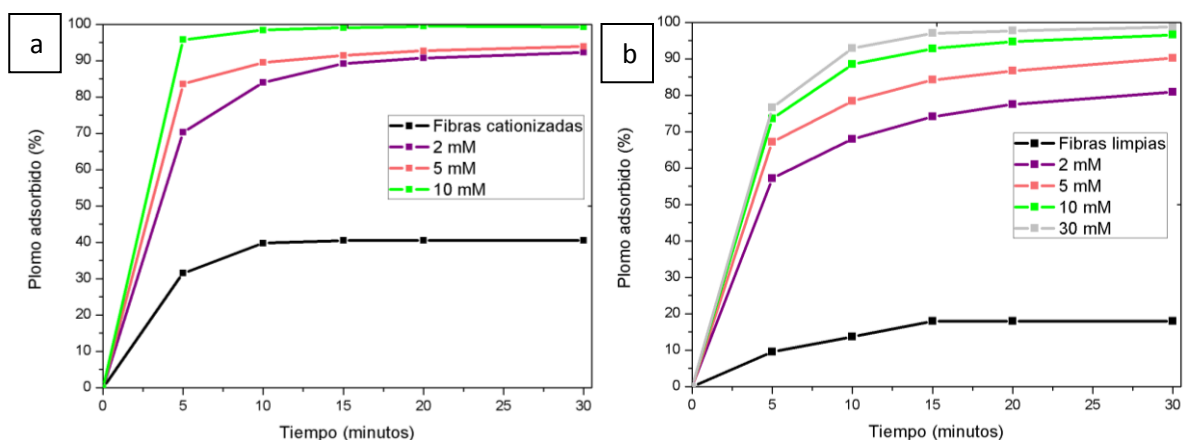 a
Plomo adsorbido (%)
100
90
80
70
60
50
40
30
20
10
0
Fibras cationizadas
2 mM
5 mM
10 mM
0 5 10 15 20 25 30
Tiempo (minutos)
b
Plomo adsorbido (%)
100
90
80
70
60
50
40
30
20
10
0
Fibras limpias
2 mM
5 mM
10 mM
30 mM
0 5 10 15 20 25 30
Tiempo (minutos)